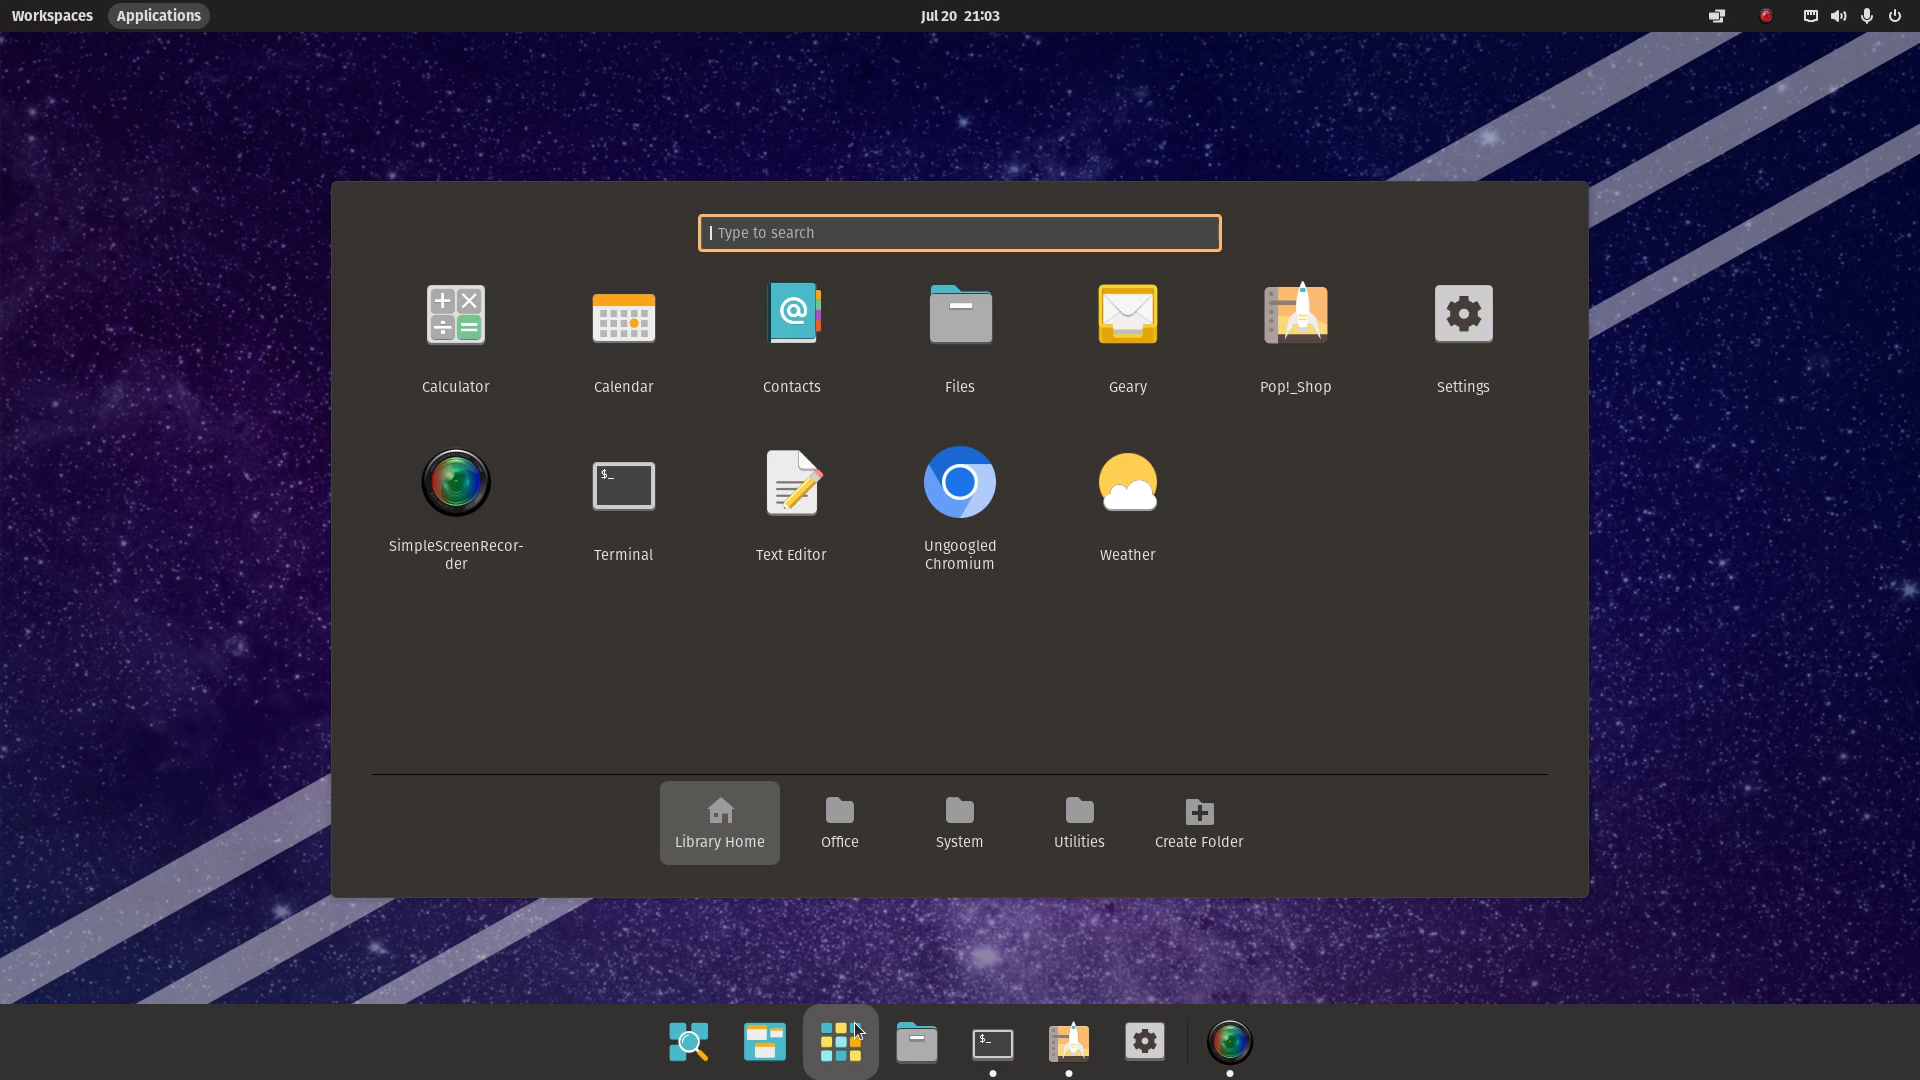 Workspaces Applications Jul 20 21:03
Type to search
Calculator Calendar Contacts Files Geary Pop!_Shop Settings
$_
SimpleScreenRecor-
der
Terminal Text Editor Ungoogled
Chromium
Weather
Library Home Office System Utilities Create Folder
$_